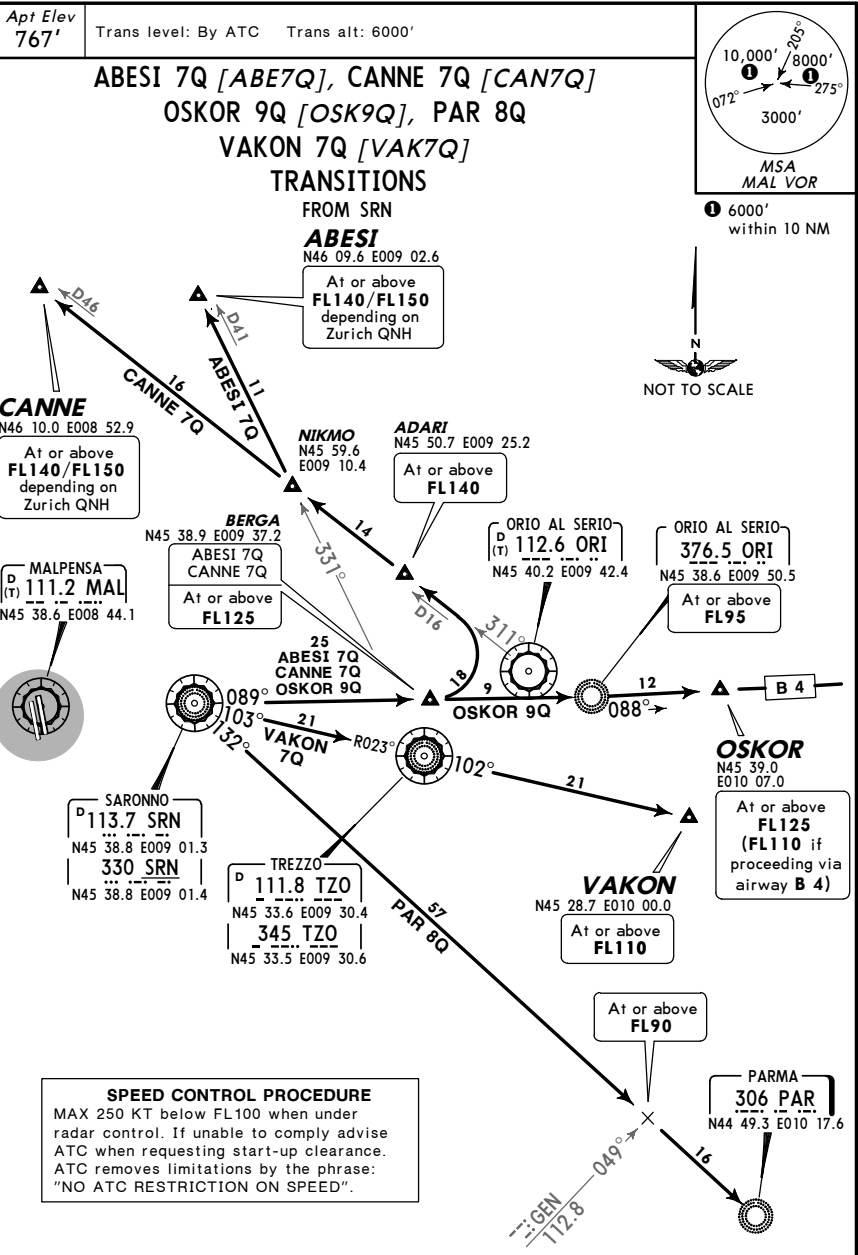 Apt Elev
767'
Trans level: By ATC Trans alt: 6000'
ABESI 7Q [ABE7Q], CANNE 7Q [CAN7Q]
OSKOR 9Q [OSK9Q], PAR 8Q
VAKON 7Q [VAK7Q]
TRANSITIONS
FROM SRN
205°
10,000'
❶
8000'
❶
072°
275°
3000'
MSA
MAL VOR
❶ 6000'
within 10 NM
N
NOT TO SCALE
ABESI
N46 09.6 E009 02.6
At or above
FL140/FL150
depending on
Zurich QNH
D46
D41
16
CANNE 7Q
11
ABESI 7Q
CANNE
N46 10.0 E008 52.9
At or above
FL140/FL150
depending on
Zurich QNH
NIKMO
N45 59.6
E009 10.4
ADARI
N45 50.7 E009 25.2
At or above
FL140
14
331°
D16
BERGA
N45 38.9 E009 37.2
ABESI 7Q
CANNE 7Q
At or above
FL125
ORIO AL SERIO
D
(T) 112.6 ORI
N45 40.2 E009 42.4
ORIO AL SERIO
376.5 ORI
N45 38.6 E009 50.5
At or above
FL95
MALPENSA
D
(T) 111.2 MAL
N45 38.6 E008 44.1
311°
18
25
ABESI 7Q
CANNE 7Q
OSKOR 9Q
089°
9
OSKOR 9Q
12
088°
B 4
103°
21
VAKON
7Q
R023°
132°
102°
21
OSKOR
N45 39.0
E010 07.0
At or above
FL125
(FL110 if
proceeding via
airway B 4)
SARONNO
D 113.7 SRN
N45 38.8 E009 01.3
330 SRN
N45 38.8 E009 01.4
TREZZO
D 111.8 TZO
N45 33.6 E009 30.4
345 TZO
N45 33.5 E009 30.6
VAKON
N45 28.7 E010 00.0
At or above
FL110
57
PAR 8Q
At or above
FL90
PARMA
306 PAR
N44 49.3 E010 17.6
16
049°
GEN
112.8
SPEED CONTROL PROCEDURE
MAX 250 KT below FL100 when under
radar control. If unable to comply advise
ATC when requesting start-up clearance.
ATC removes limitations by the phrase:
"NO ATC RESTRICTION ON SPEED".